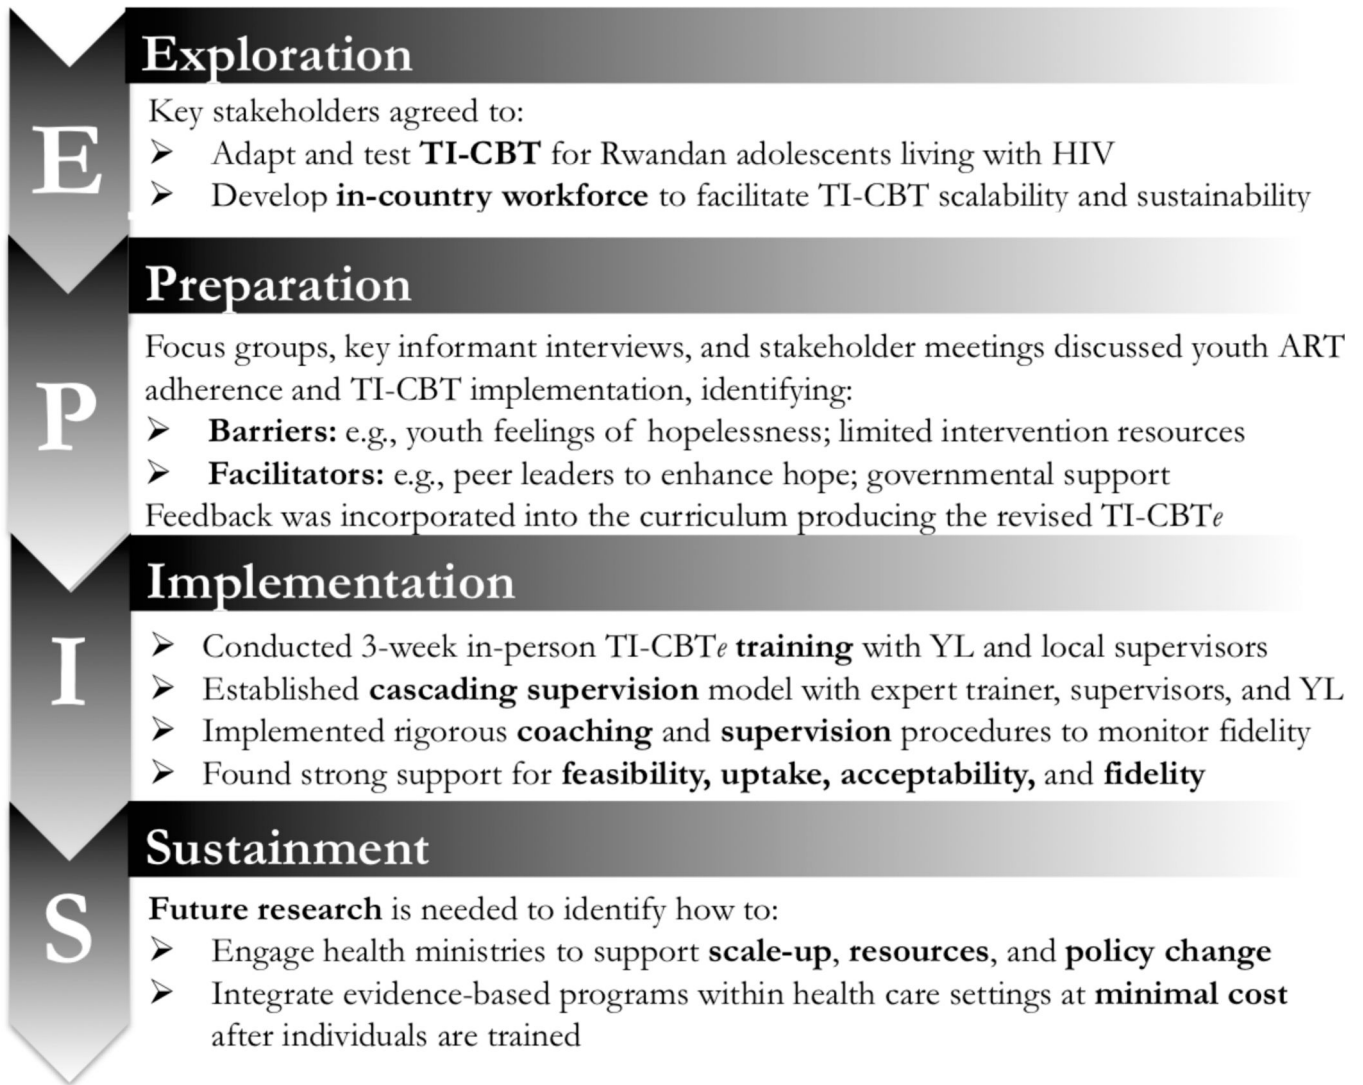 E
Exploration
Key stakeholders agreed to:
➤ Adapt and test TI-CBT for Rwandan adolescents living with HIV
➤ Develop in-country workforce to facilitate TI-CBT scalability and sustainability
P
Preparation
Focus groups, key informant interviews, and stakeholder meetings discussed youth ART
adherence and TI-CBT implementation, identifying:
➤ Barriers: e.g., youth feelings of hopelessness; limited intervention resources
➤ Facilitators: e.g., peer leaders to enhance hope; governmental support
Feedback was incorporated into the curriculum producing the revised TI-CBTe
I
Implementation
➤ Conducted 3-week in-person TI-CBTe training with YL and local supervisors
➤ Established cascading supervision model with expert trainer, supervisors, and YL
➤ Implemented rigorous coaching and supervision procedures to monitor fidelity
➤ Found strong support for feasibility, uptake, acceptability, and fidelity
S
Sustainment
Future research is needed to identify how to:
➤ Engage health ministries to support scale-up, resources, and policy change
➤ Integrate evidence-based programs within health care settings at minimal cost
after individuals are trained